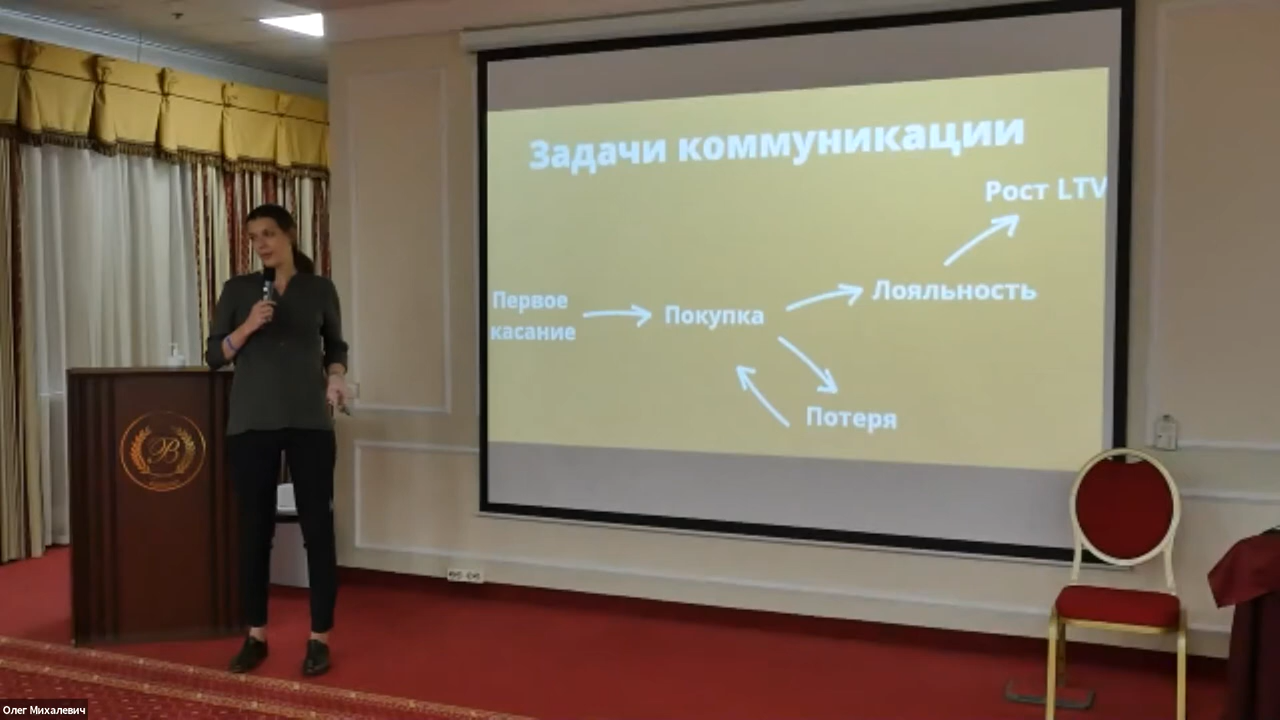 Задачи коммуникации
Рост LTV
Первое
касание
Покупка
Лояльность
Потеря
В
Олег Михалевич